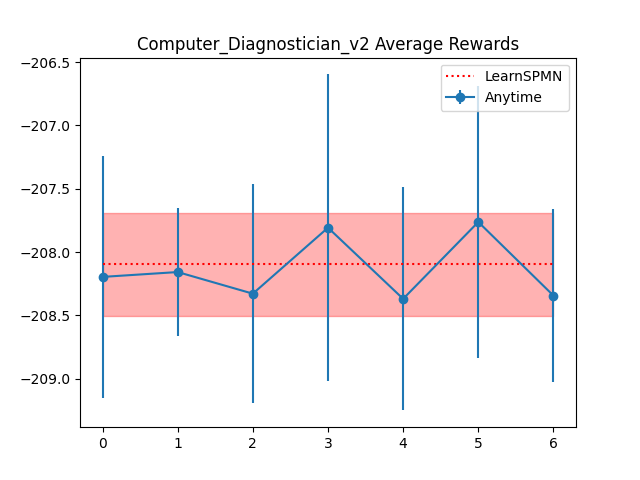 Computer_Diagnostician_v2 Average Rewards
−206.5
−207.0
−207.5
−208.0
−208.5
−209.0
0 1 2 3 4 5 6
LearnSPMN
Anytime